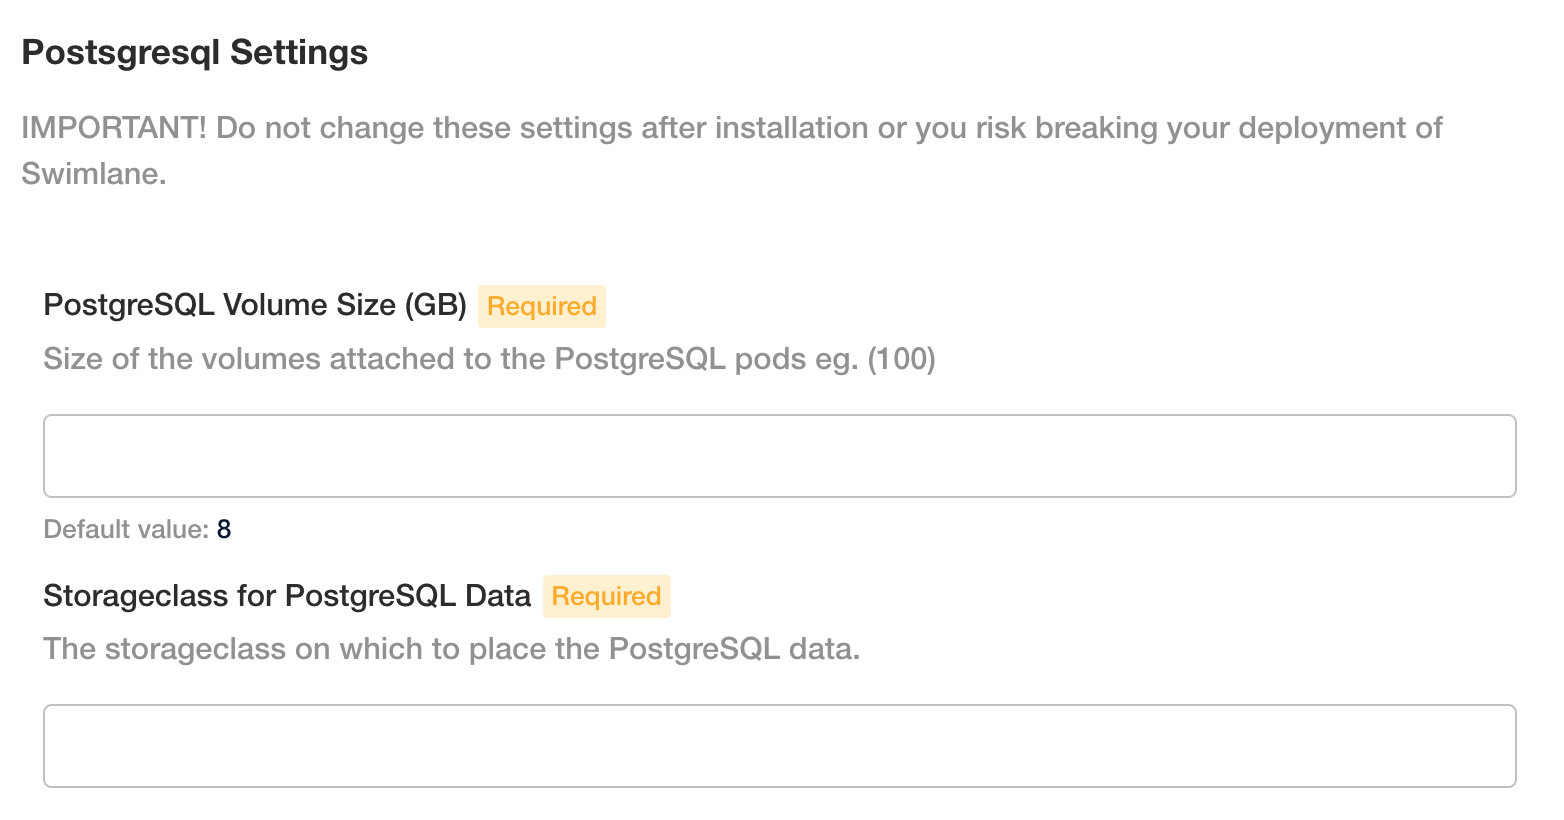 Postsgresql Settings
IMPORTANT! Do not change these settings after installation or you risk breaking your deployment of
Swimlane.
PostgreSQL Volume Size (GB) Required
Size of the volumes attached to the PostgreSQL pods eg. (100)
Default value: 8
Storageclass for PostgreSQL Data Required
The storageclass on which to place the PostgreSQL data.